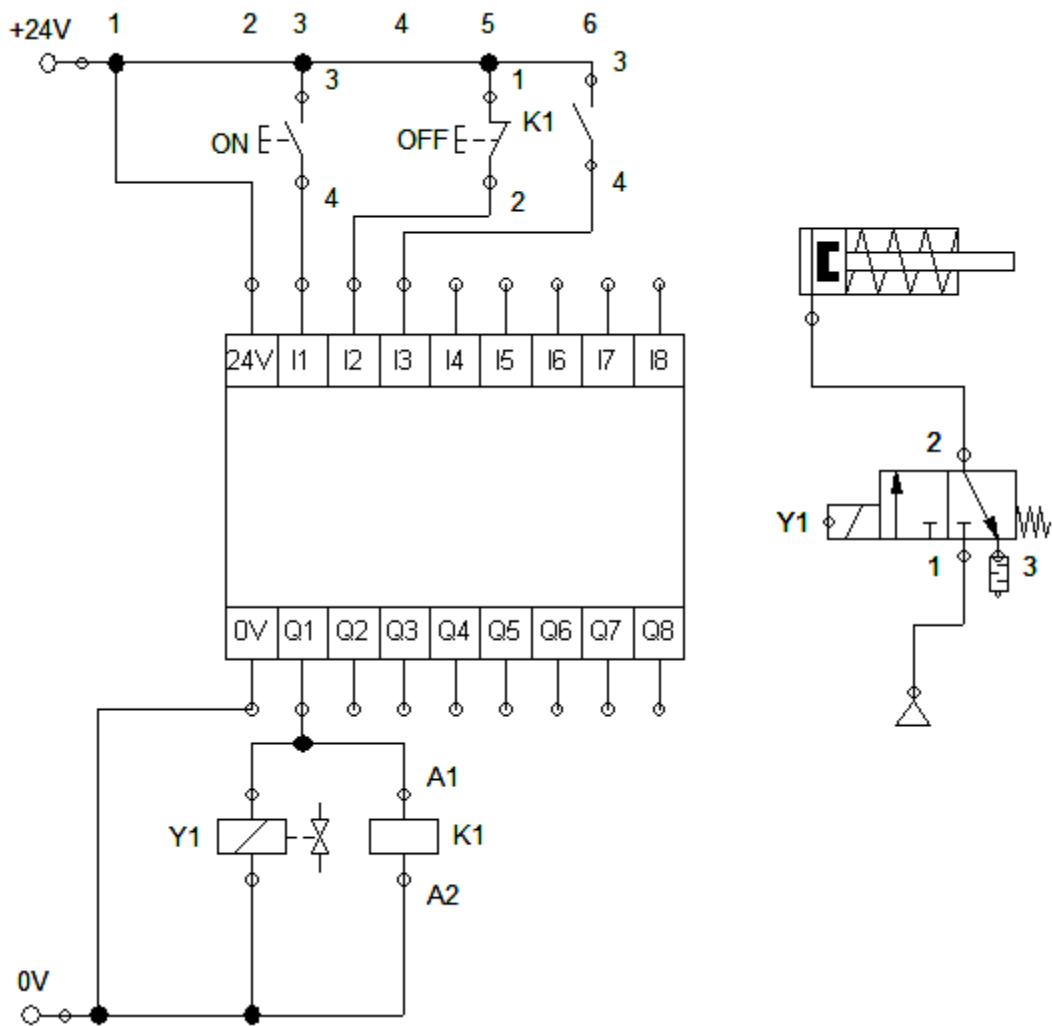 +24V 1 2 3 4 5 6
3 1 3
ON OFF K1
4 2 4
24V I1 I2 I3 I4 I5 I6 I7 I8
2
Y1
1 3
0V Q1 Q2 Q3 Q4 Q5 Q6 Q7 Q8
A1
Y1 K1
A2
0V